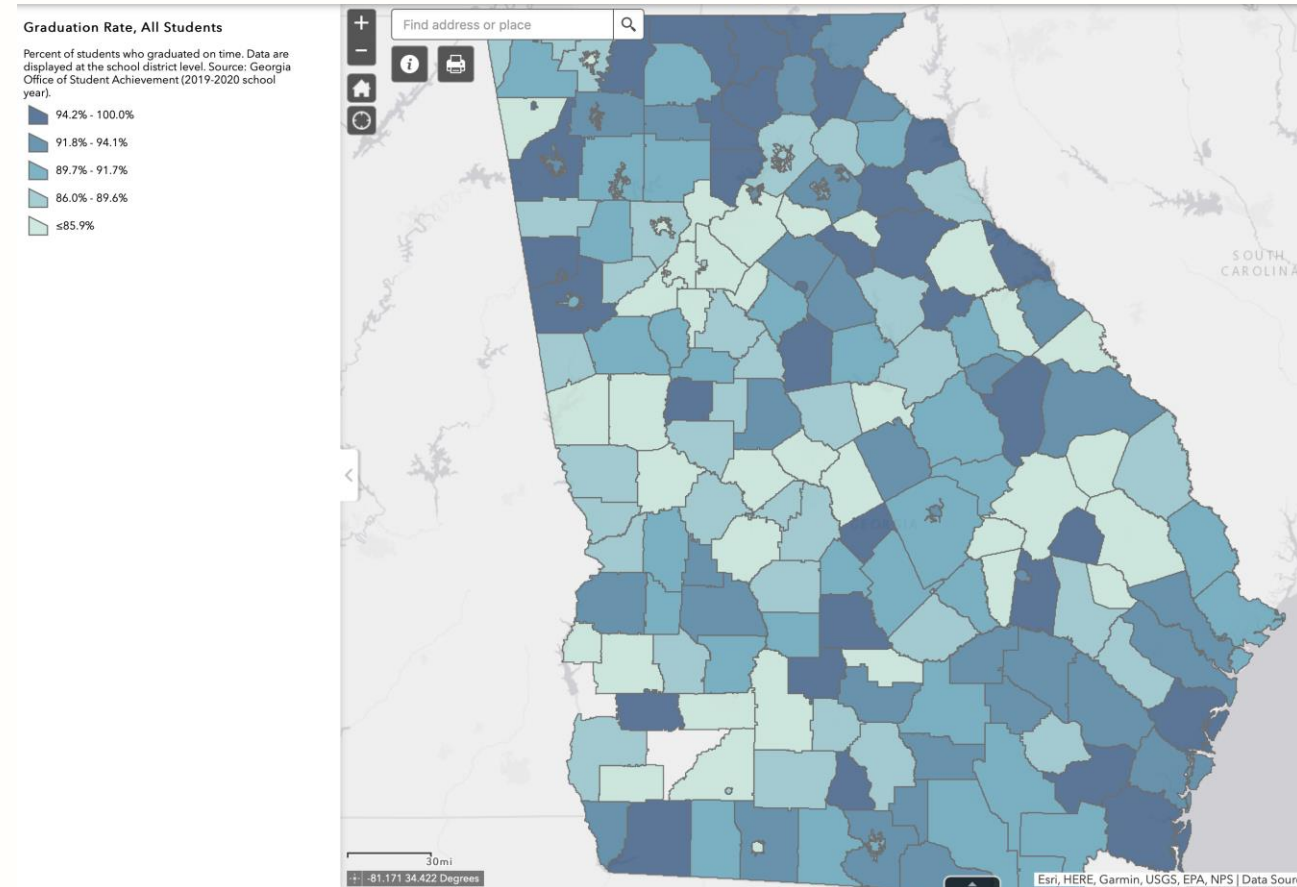 Graduation Rate, All Students
Percent of students who graduated on time. Data are
displayed at the school district level. Source: Georgia
Office of Student Achievement (2019-2020 school
year).
94.2% - 100.0%
91.8% - 94.1%
89.7% - 91.7%
86.0% - 89.6%
≤85.9%
+
Find address or place
−
i
SOUTH
CAROLINA
GEORGIA
<
30mi
-81.171 34.422 Degrees
Esri, HERE, Garmin, USGS, EPA, NPS | Data Sour